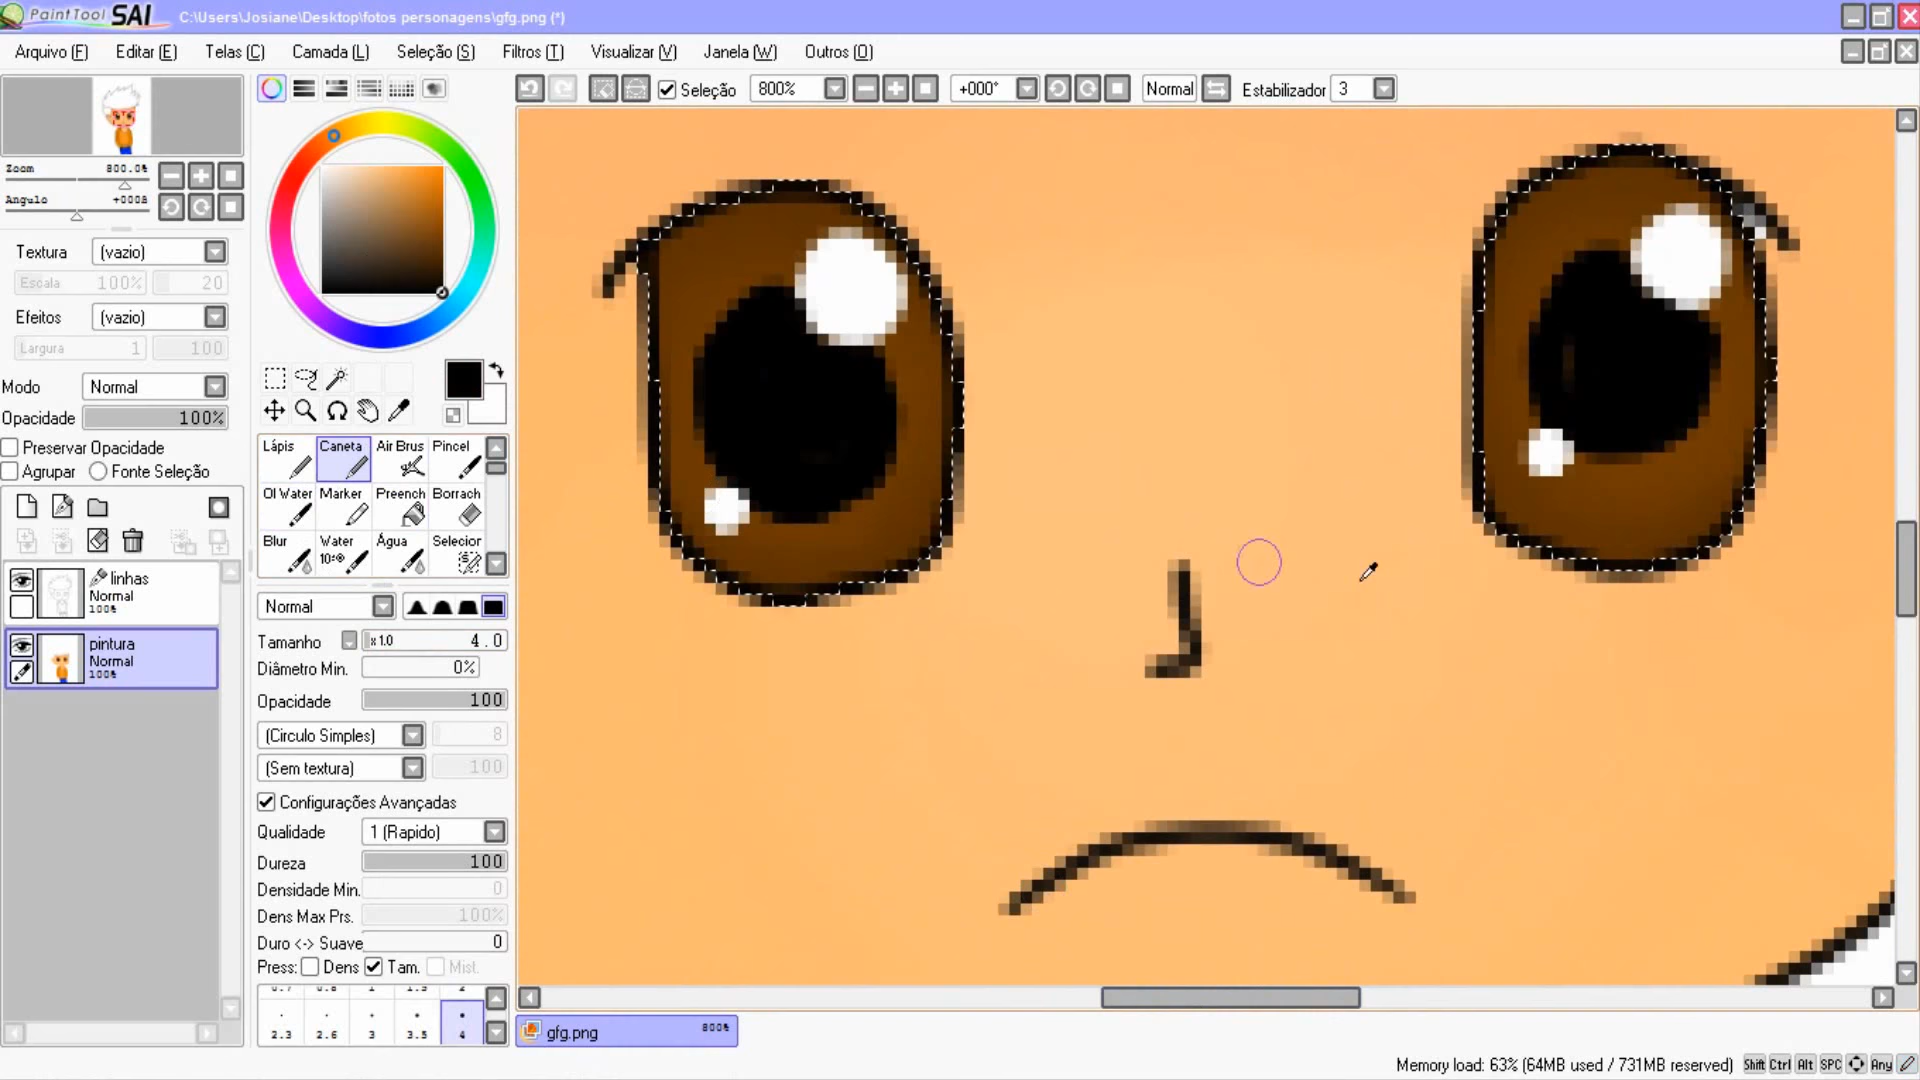 PaintTool SAI C:\Users\Josiane\Desktop\fotos personagens\gfg.png (*)
Arquivo (F) Editar (E) Telas (C) Camada (L) Seleção (S) Filtros (T) Visualizar (V) Janela (W) Outros (O)
Seleção 800% +000° Normal Estabilizador 3
Zoom 800.0%
Angulo
Textura (vazio)
Escala 100% 20
Efeitos (vazio)
Largura 1 100
Modo Normal
Opacidade 100%
Preservar Opacidade
Agrupar Fonte Seleção
linhas
Normal
100%
pintura
Normal
100%
Lápis Caneta Air Brus Pincel
Ol Water Marker Preench Borrach
Blur Water Água Selecior
Normal
Tamanho x 1.0 4.0
Diâmetro Min. 0%
Opacidade 100
(Circulo Simples) 8
(Sem textura) 100
Configurações Avançadas
Qualidade 1 (Rapido)
Dureza 100
Densidade Min. 0
Dens Max Prs. 100%
Duro <-> Suave 0
Press: Dens Tam. Mist.
2.3 2.6 3 3.5 4
gfg.png 800%
Memory load: 63% (64MB used / 731MB reserved) Shift Ctrl Alt SPC Any